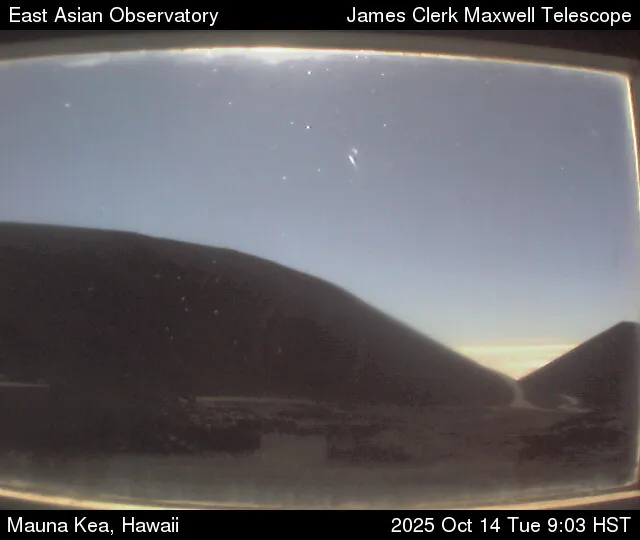 East Asian Observatory
James Clerk Maxwell Telescope
Mauna Kea, Hawaii
2025 Oct 14 Tue 9:03 HST